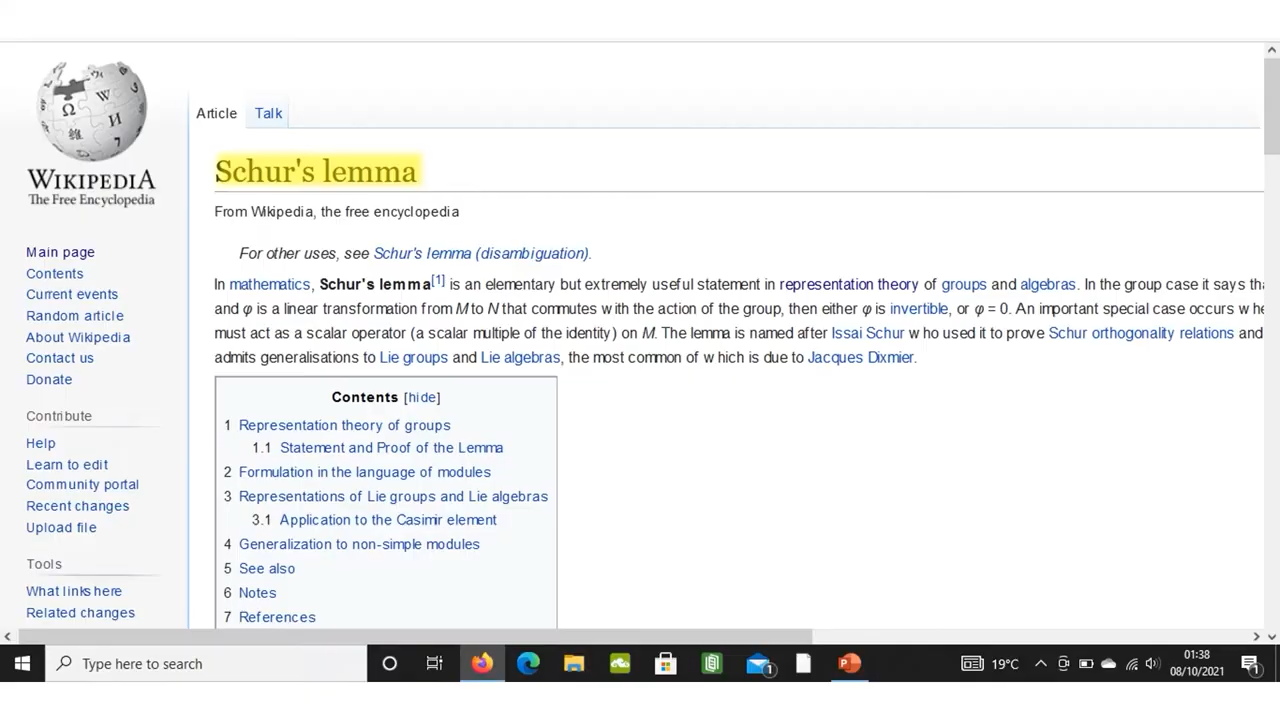 WIKIPEDIA
The Free Encyclopedia
Main page
Contents
Current events
Random article
About Wikipedia
Contact us
Donate
Contribute
Help
Learn to edit
Community portal
Recent changes
Upload file
Tools
What links here
Related changes
Article Talk
Schur's lemma
From Wikipedia, the free encyclopedia
For other uses, see Schur's lemma (disambiguation).
In mathematics, Schur's lemma[1] is an elementary but extremely useful statement in representation theory of groups and algebras. In the group case it says
and φ is a linear transformation from M to N that commutes with the action of the group, then either φ is invertible, or φ = 0. An important special case occurs
must act as a scalar operator (a scalar multiple of the identity) on M. The lemma is named after Issai Schur who used it to prove Schur orthogonality relations and
admits generalisations to Lie groups and Lie algebras, the most common of which is due to Jacques Dixmier.
Contents [hide]
1 Representation theory of groups
1.1 Statement and Proof of the Lemma
2 Formulation in the language of modules
3 Representations of Lie groups and Lie algebras
3.1 Application to the Casimir element
4 Generalization to non-simple modules
5 See also
6 Notes
7 References
Type here to search
19°C
01:38
08/10/2021